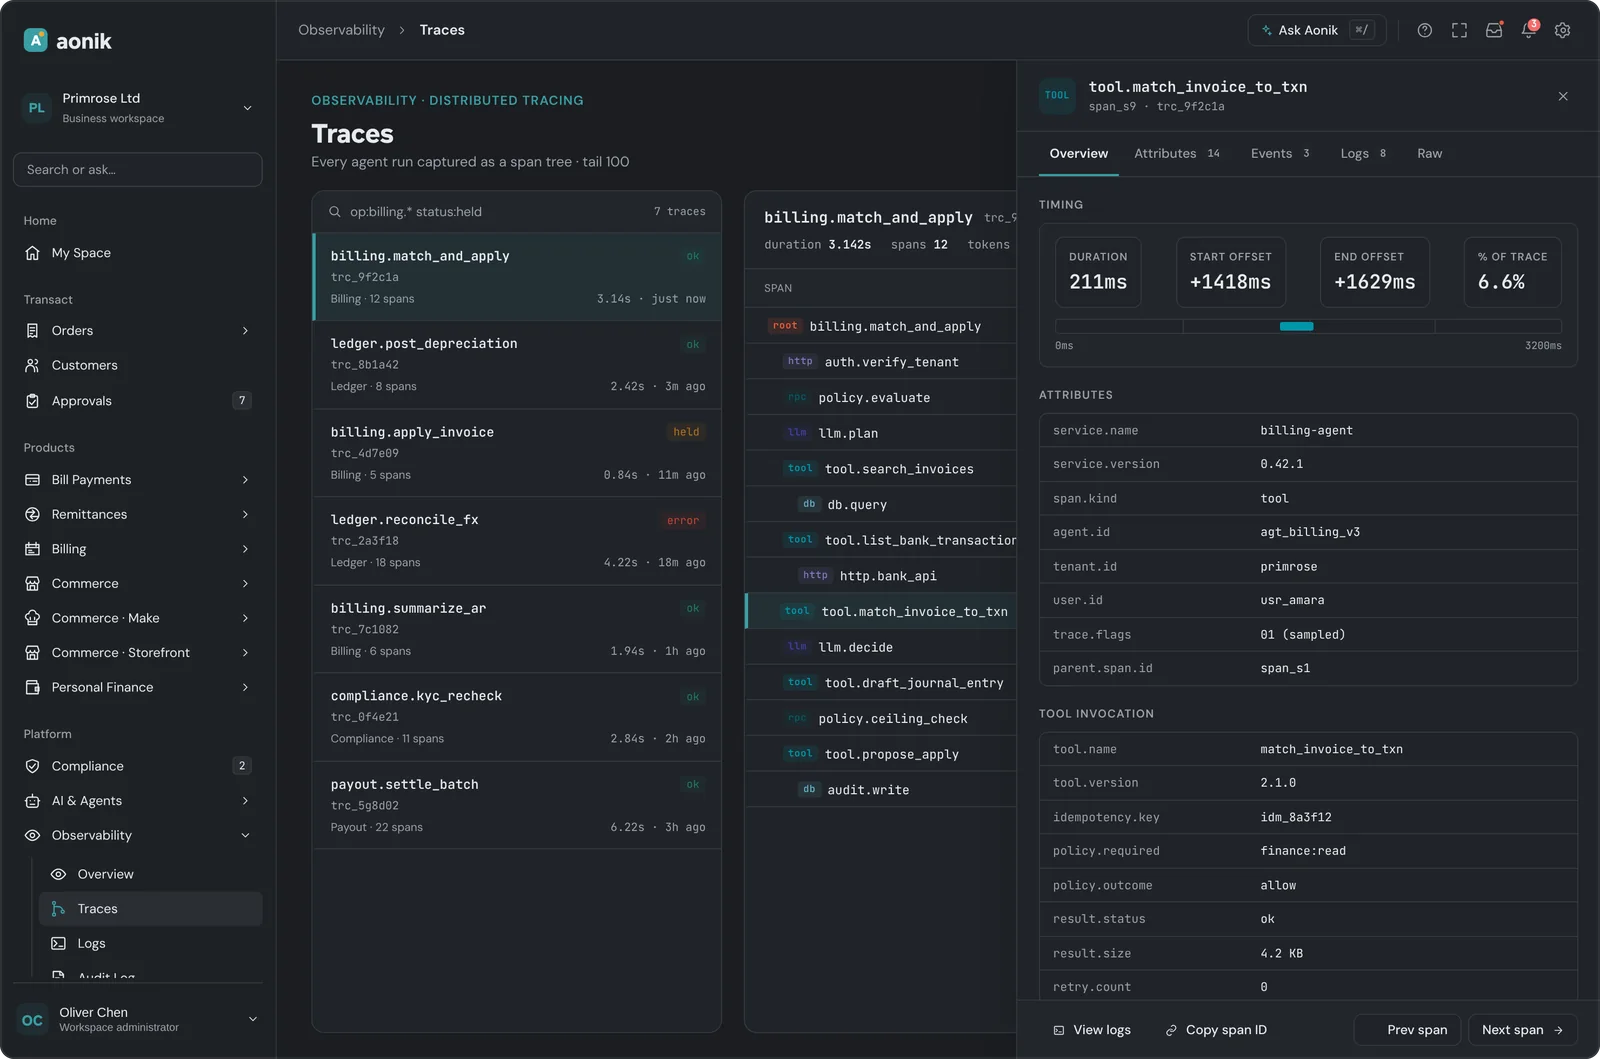 aonik
PL
Primrose Ltd
Business workspace
Search or ask…
Home
My Space
Transact
Orders
Customers
Approvals 7
Products
Bill Payments
Remittances
Billing
Commerce
Commerce · Make
Commerce · Storefront
Personal Finance
Platform
Compliance 2
AI & Agents
Observability
Overview
Traces
Logs
Audit Log
OC
Oliver Chen
Workspace administrator
Observability > Traces
Ask Aonik ⌘/
3
OBSERVABILITY · DISTRIBUTED TRACING
Traces
Every agent run captured as a span tree · tail 100
op:billing.* status:held 7 traces
billing.match_and_apply ok
trc_9f2c1a
Billing · 12 spans 3.14s · just now
ledger.post_depreciation ok
trc_8b1a42
Ledger · 8 spans 2.42s · 3m ago
billing.apply_invoice held
trc_4d7e09
Billing · 5 spans 0.84s · 11m ago
ledger.reconcile_fx error
trc_2a3f18
Ledger · 18 spans 4.22s · 18m ago
billing.summarize_ar ok
trc_7c1082
Billing · 6 spans 1.94s · 1h ago
compliance.kyc_recheck ok
trc_0f4e21
Compliance · 11 spans 2.84s · 2h ago
payout.settle_batch ok
trc_5g8d02
Payout · 22 spans 6.22s · 3h ago
billing.match_and_apply trc_9
duration 3.142s spans 12 tokens
SPAN
root billing.match_and_apply
http auth.verify_tenant
rpc policy.evaluate
llm llm.plan
tool tool.search_invoices
db db.query
tool tool.list_bank_transaction
http http.bank_api
tool tool.match_invoice_to_txn
llm llm.decide
tool tool.draft_journal_entry
rpc policy.ceiling_check
tool tool.propose_apply
db audit.write
TOOL
tool.match_invoice_to_txn
span_s9 · trc_9f2c1a
Overview Attributes 14 Events 3 Logs 8 Raw
TIMING
DURATION
211ms
START OFFSET
+1418ms
END OFFSET
+1629ms
% OF TRACE
6.6%
0ms 3200ms
ATTRIBUTES
service.name billing-agent
service.version 0.42.1
span.kind tool
agent.id agt_billing_v3
tenant.id primrose
user.id usr_amara
trace.flags 01 (sampled)
parent.span.id span_s1
TOOL INVOCATION
tool.name match_invoice_to_txn
tool.version 2.1.0
idempotency.key idm_8a3f12
policy.required finance:read
policy.outcome allow
result.status ok
result.size 4.2 KB
retry.count 0
View logs Copy span ID Prev span Next span →